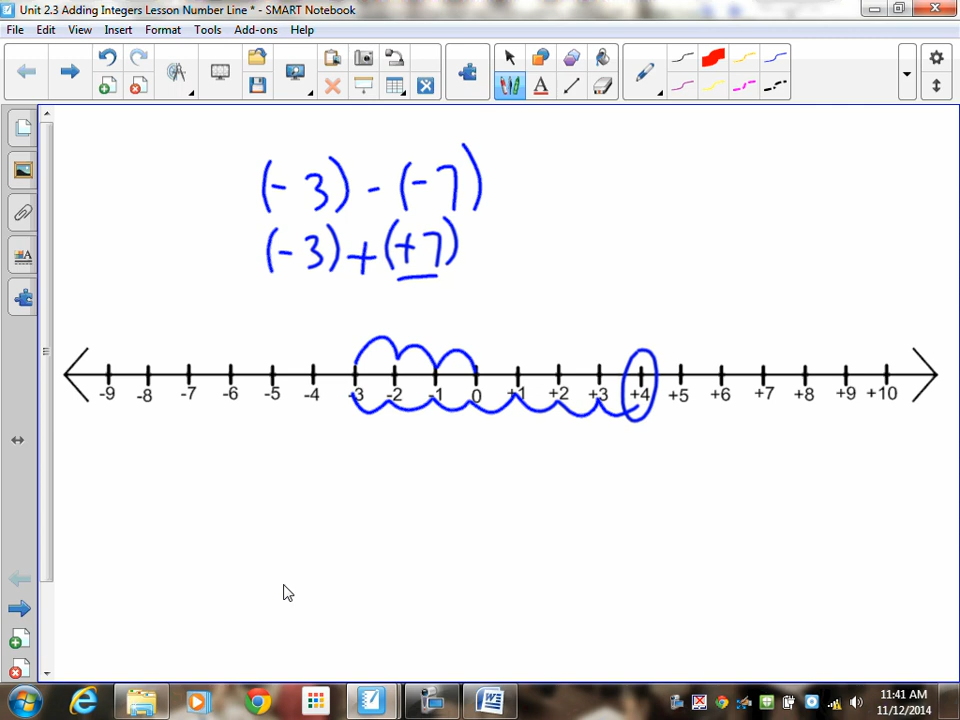 Unit 2.3 Adding Integers Lesson Number Line * - SMART Notebook
File Edit View Insert Format Tools Add-ons Help
(-3) - (-7)
(-3) + (+7)
-9 -8 -7 -6 -5 -4 -3 -2 -1 0 +1 +2 +3 +4 +5 +6 +7 +8 +9 +10
11:41 AM
11/12/2014